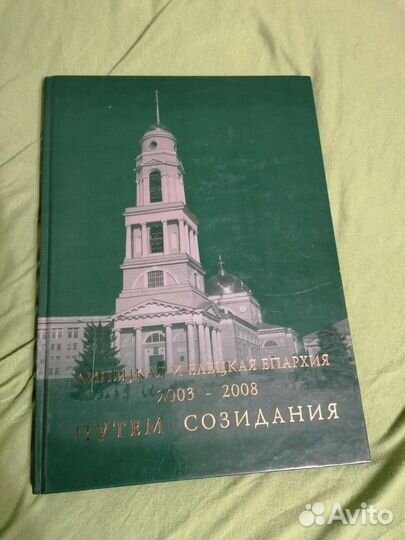 ЛИПЕЦКАЯ И ЕЛЕЦКАЯ ЕПАРХИЯ
2003 - 2008
ПУТЕМ СОЗИДАНИЯ
Avito